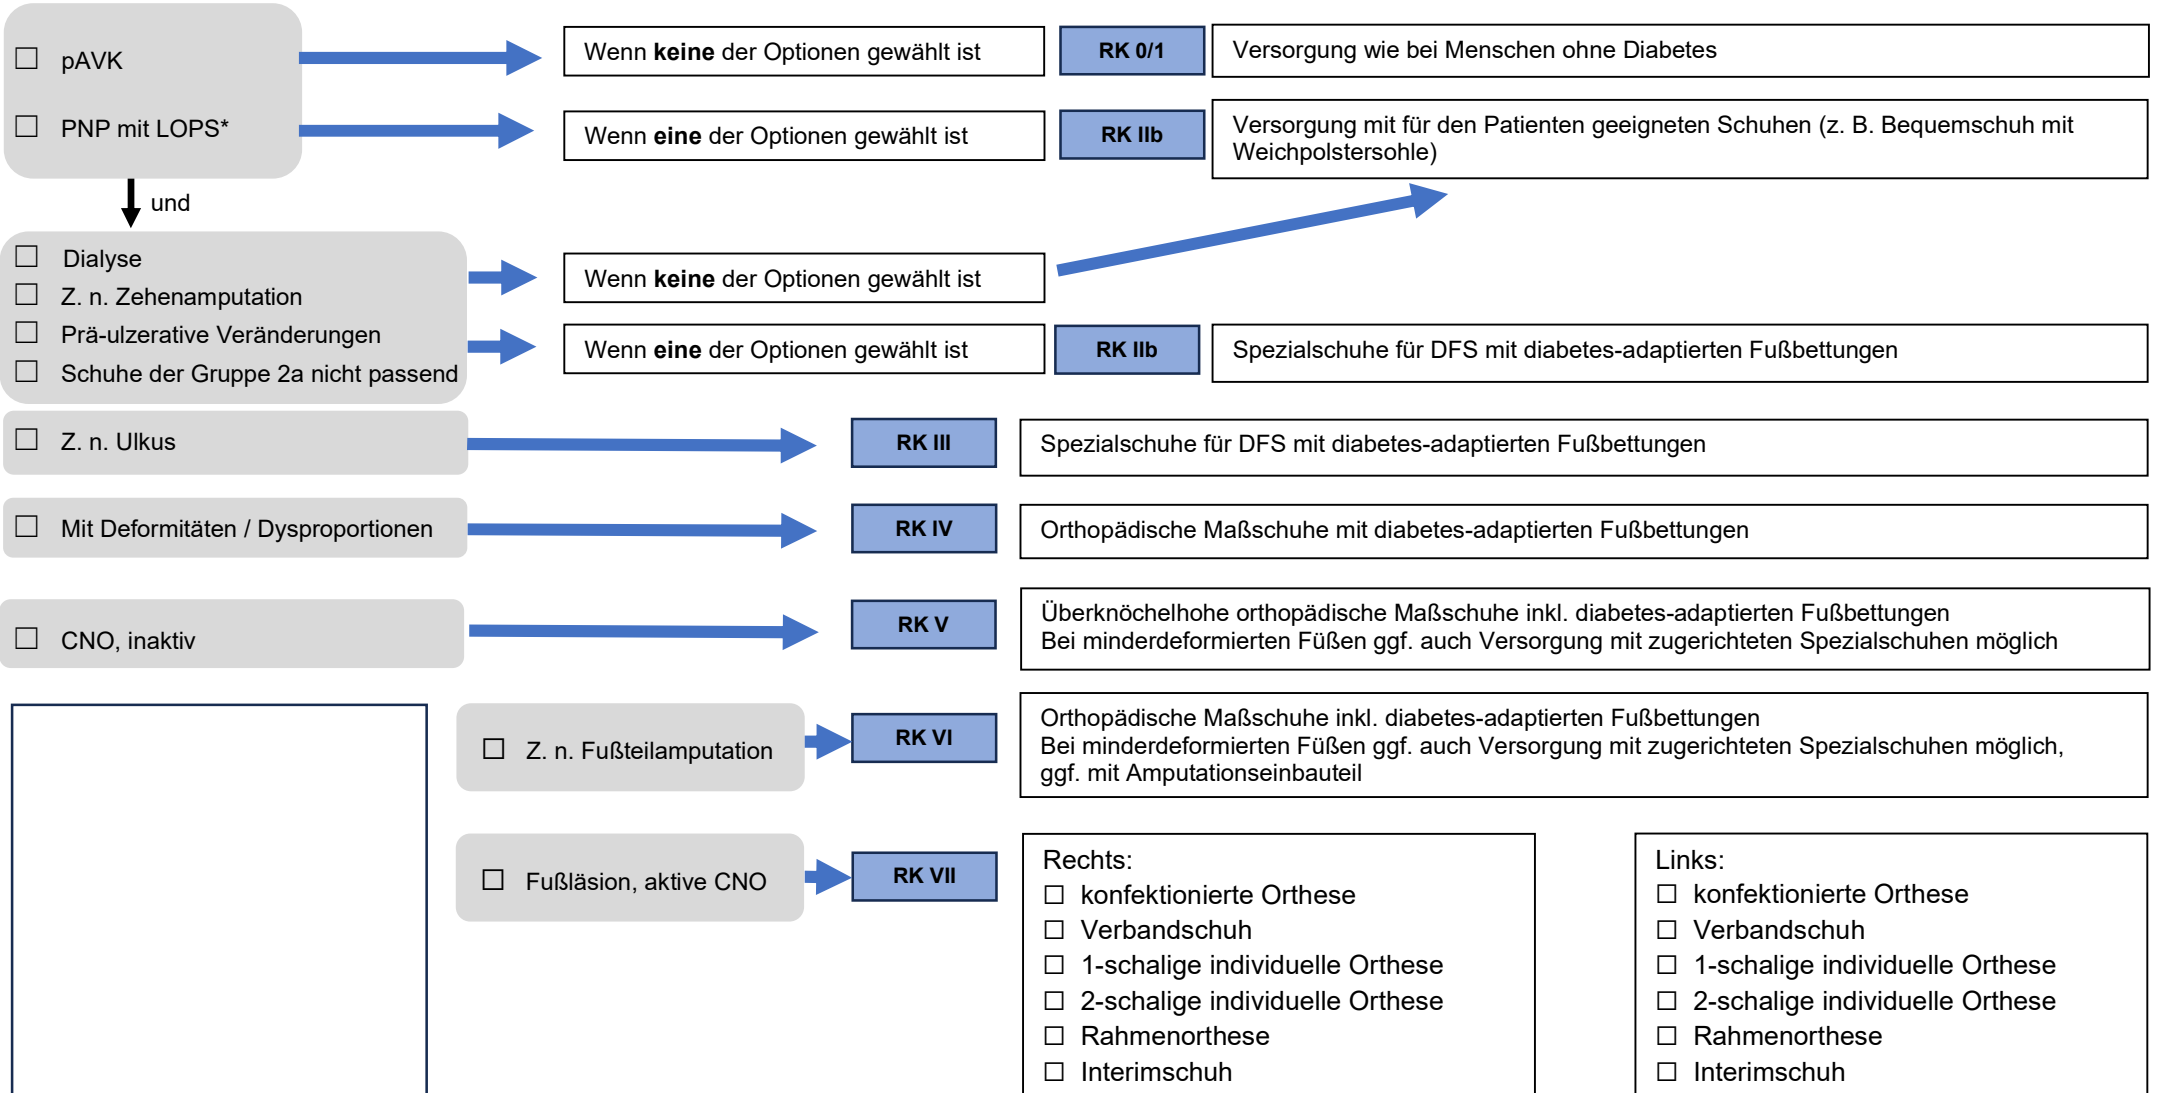 ☐ pAVK
Wenn keine der Optionen gewählt ist
RK 0/1
Versorgung wie bei Menschen ohne Diabetes
☐ PNP mit LOPS*
Wenn eine der Optionen gewählt ist
RK IIb
Versorgung mit für den Patienten geeigneten Schuhen (z. B. Bequemschuh mit
Weichpolstersohle)
und
☐ Dialyse
☐ Z. n. Zehenamputation
☐ Prä-ulzerative Veränderungen
☐ Schuhe der Gruppe 2a nicht passend
Wenn keine der Optionen gewählt ist
Wenn eine der Optionen gewählt ist
RK IIb
Spezialschuhe für DFS mit diabetes-adaptierten Fußbettungen
☐ Z. n. Ulkus
RK III
Spezialschuhe für DFS mit diabetes-adaptierten Fußbettungen
☐ Mit Deformitäten / Dysproportionen
RK IV
Orthopädische Maßschuhe mit diabetes-adaptierten Fußbettungen
☐ CNO, inaktiv
RK V
Überknöchelhohe orthopädische Maßschuhe inkl. diabetes-adaptierten Fußbettungen
Bei minderdeformierten Füßen ggf. auch Versorgung mit zugerichteten Spezialschuhen möglich
☐ Z. n. Fußteilamputation
RK VI
Orthopädische Maßschuhe inkl. diabetes-adaptierten Fußbettungen
Bei minderdeformierten Füßen ggf. auch Versorgung mit zugerichteten Spezialschuhen möglich,
ggf. mit Amputationseinbauteil
☐ Fußläsion, aktive CNO
RK VII
Rechts:
☐ konfektionierte Orthese
☐ Verbandschuh
☐ 1-schalige individuelle Orthese
☐ 2-schalige individuelle Orthese
☐ Rahmenorthese
☐ Interimschuh
Links:
☐ konfektionierte Orthese
☐ Verbandschuh
☐ 1-schalige individuelle Orthese
☐ 2-schalige individuelle Orthese
☐ Rahmenorthese
☐ Interimschuh